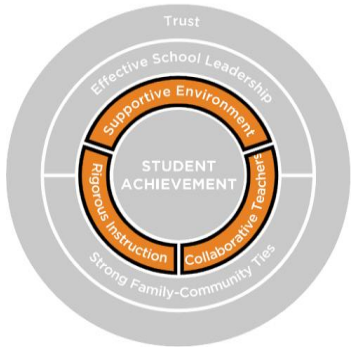 Trust
Effective School Leadership
Supportive Environment
STUDENT
ACHIEVEMENT
Rigorous Instruction
Collaborative Teachers
Strong Family-Community Ties